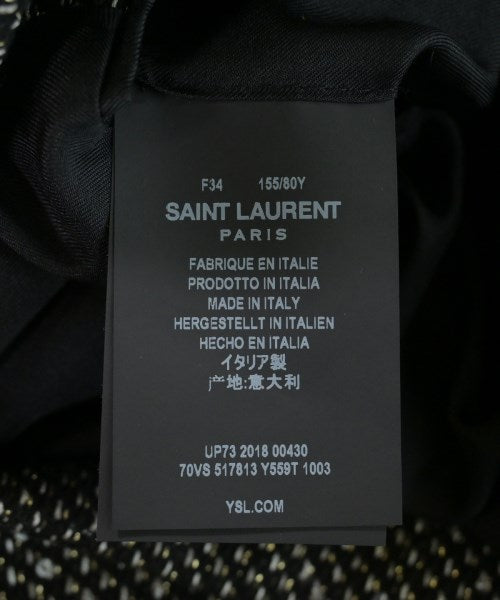 F34 155/80Y
SAINT LAURENT
PARIS
FABRIQUE EN ITALIE
PRODOTTO IN ITALIA
MADE IN ITALY
HERGESTELLT IN ITALIEN
HECHO EN ITALIA
イタリア製
产地:意大利
UP73 2018 00430
70VS 517813 Y559T 1003
YSL.COM